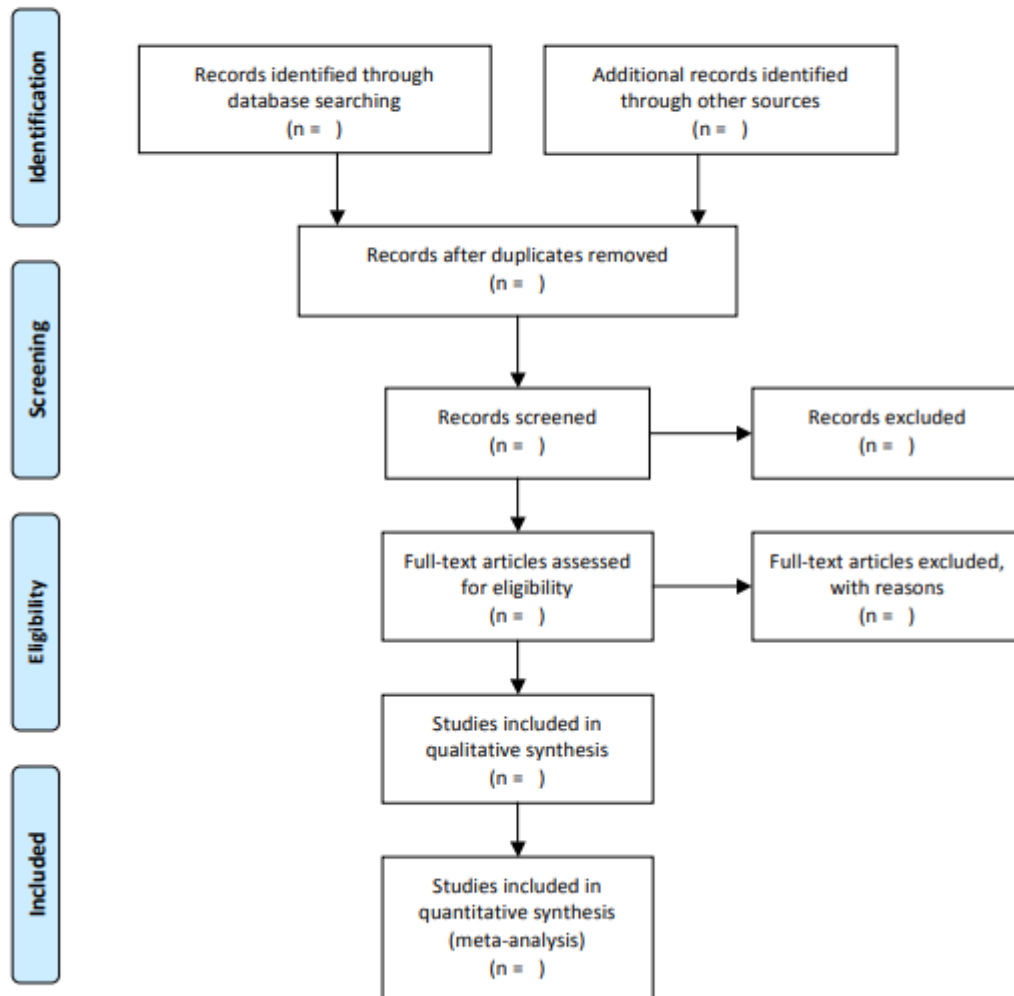 Identification
Records identified through
database searching
(n =   )
Additional records identified
through other sources
(n =   )
Records after duplicates removed
(n =   )
Screening
Records screened
(n =   )
Records excluded
(n =   )
Eligibility
Full-text articles assessed
for eligibility
(n =   )
Full-text articles excluded,
with reasons
(n =   )
Studies included in
qualitative synthesis
(n =   )
Included
Studies included in
quantitative synthesis
(meta-analysis)
(n =   )